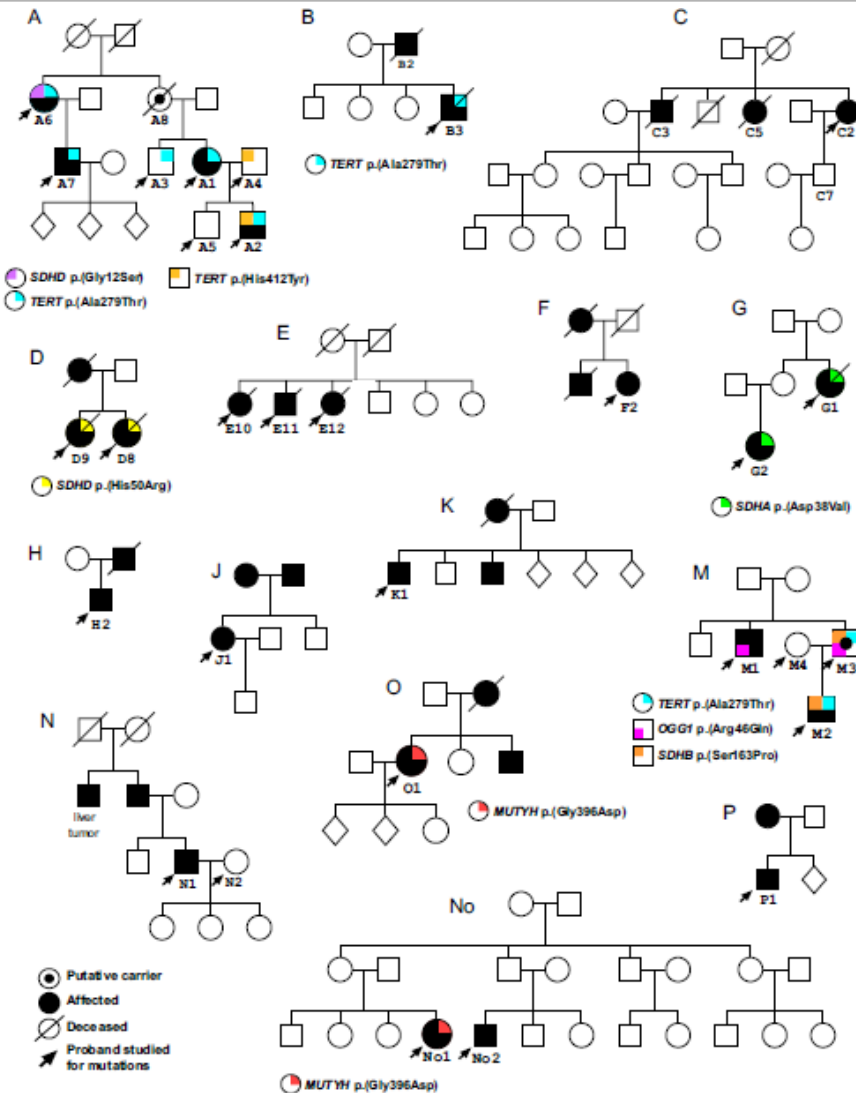 A
B
C
B2
A6
A8
C3
C5
C2
B3
TERT p.(Ala279Thr)
A7
A3
A1
A4
C7
A5
A2
SDHD p.(Gly12Ser)
TERT p.(His412Tyr)
TERT p.(Ala279Thr)
F
G
E
D
E10
E11
E12
F2
G1
D9
D8
G2
SDHD p.(His50Arg)
SDHA p.(Asp38Val)
K
H
J
M
K1
H2
J1
M1
M4
M3
O
TERT p.(Ala279Thr)
OGG1 p.(Arg46Gln)
SDHB p.(Ser163Pro)
M2
N
liver
tumor
O1
MUTYH p.(Gly396Asp)
P
N1
N2
P1
No
Putative carrier
Affected
Deceased
Proband studied
for mutations
No1
No2
MUTYH p.(Gly396Asp)